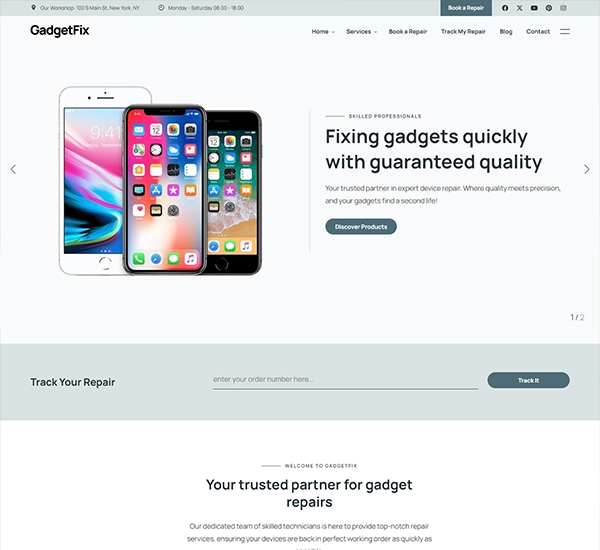 Our Workshop: 100 S Main St, New York, NY
Monday - Saturday 08.00 - 18.00
Book a Repair
GadgetFix
Home
Services
Book a Repair
Track My Repair
Blog
Contact
9:41
SKILLED PROFESSIONALS
Fixing gadgets quickly
with guaranteed quality
Your trusted partner in expert device repair. Where quality meets precision,
and your gadgets find a second life!
Discover Products
1 / 2
Track Your Repair
enter your order number here...
Track It
WELCOME TO GADGETFIX
Your trusted partner for gadget
repairs
Our dedicated team of skilled technicians is here to provide top-notch repair
services, ensuring your devices are back in perfect working order as quickly as